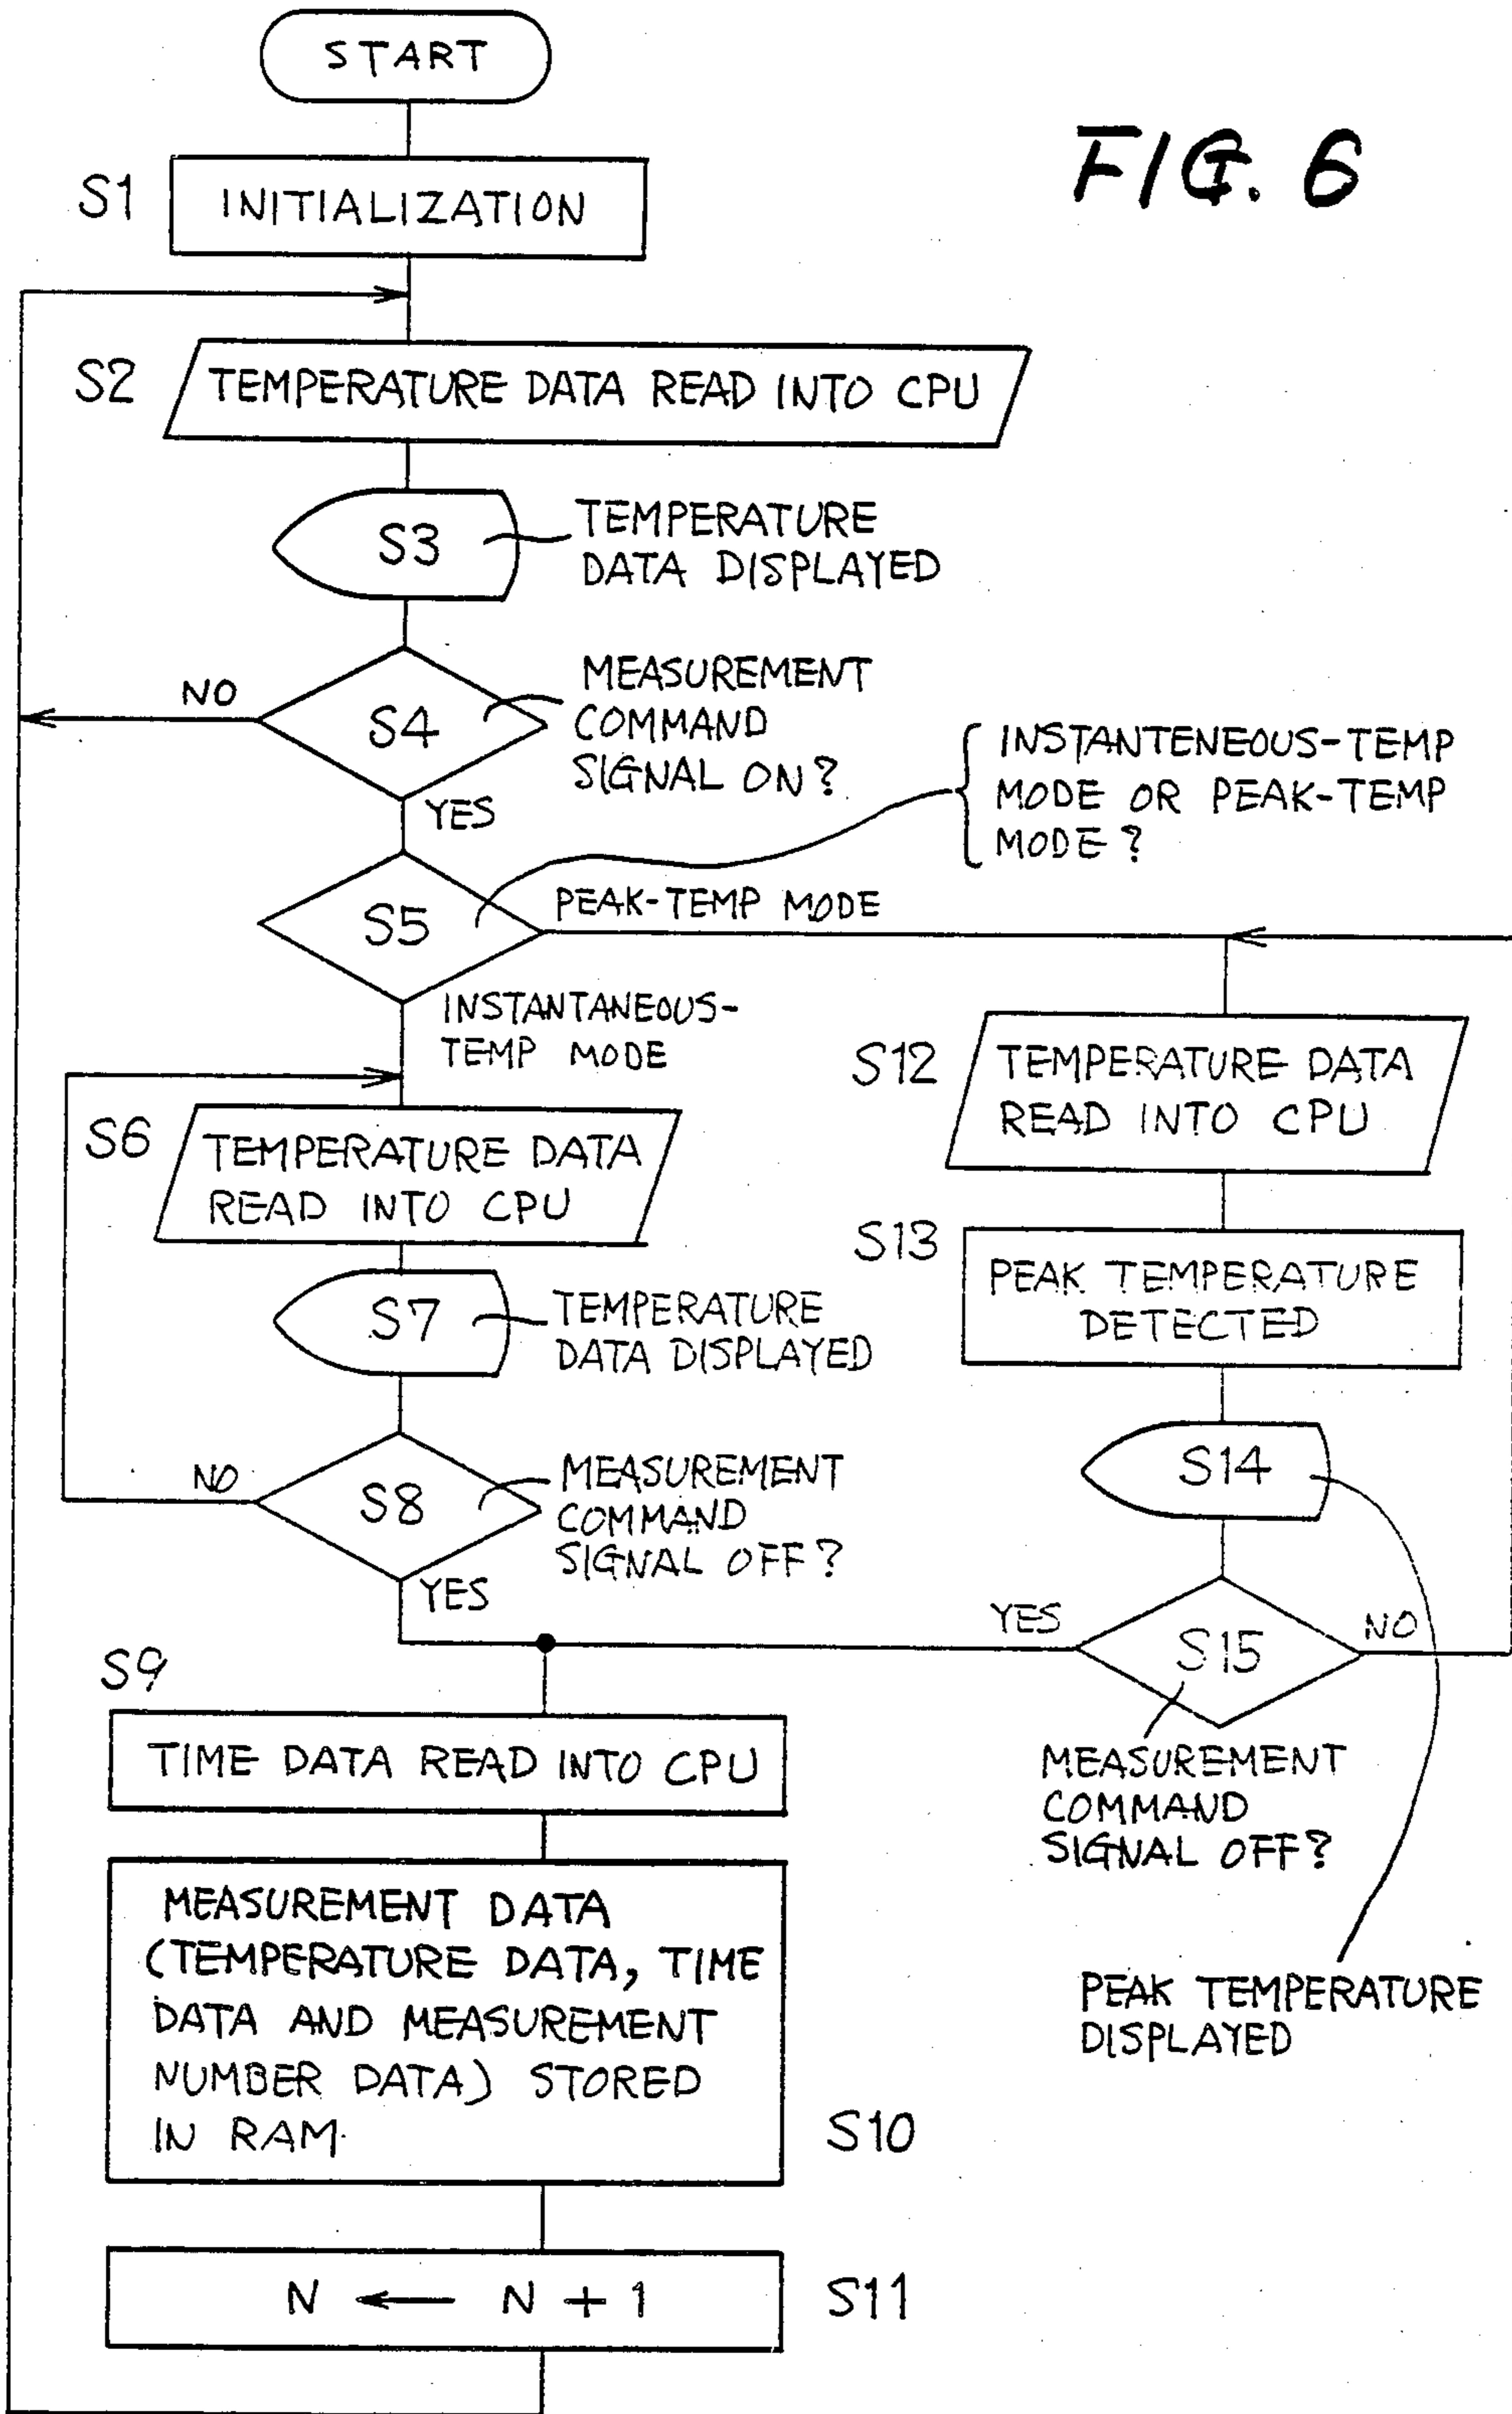 START
FIG. 6
S1
INITIALIZATION
S2
TEMPERATURE DATA READ INTO CPU
S3
TEMPERATURE
DATA DISPLAYED
NO
S4
MEASUREMENT
COMMAND
SIGNAL ON?
YES
INSTANTENEOUS-TEMP
MODE OR PEAK-TEMP
MODE?
S5
PEAK-TEMP MODE
INSTANTANEOUS-
TEMP MODE
S6
TEMPERATURE DATA
READ INTO CPU
S7
TEMPERATURE
DATA DISPLAYED
NO
S8
MEASUREMENT
COMMAND
SIGNAL OFF?
YES
S12
TEMPERATURE DATA
READ INTO CPU
S13
PEAK TEMPERATURE
DETECTED
S14
YES
S15
NO
MEASUREMENT
COMMAND
SIGNAL OFF?
PEAK TEMPERATURE
DISPLAYED
S9
TIME DATA READ INTO CPU
MEASUREMENT DATA
(TEMPERATURE DATA, TIME
DATA AND MEASUREMENT
NUMBER DATA) STORED
IN RAM
S10
N ← N + 1
S11